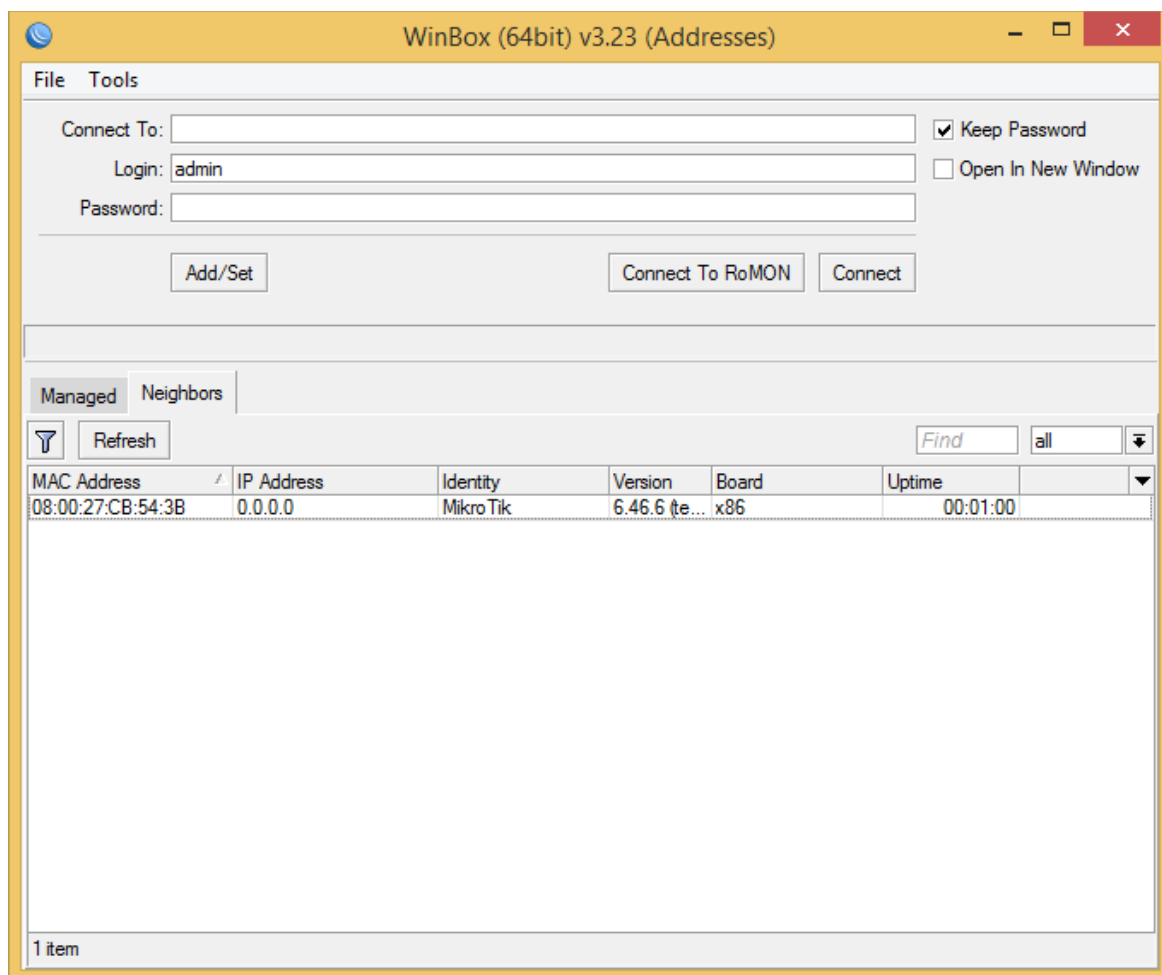 WinBox (64bit) v3.23 (Addresses)
File Tools
Connect To: Keep Password
Login: admin Open In New Window
Password:
Add/Set Connect To RoMON Connect
Managed Neighbors
Refresh Find all
MAC Address IP Address Identity Version Board Uptime
08:00:27:CB:54:3B 0.0.0.0 MikroTik 6.46.6 (te... x86 00:01:00
1 item